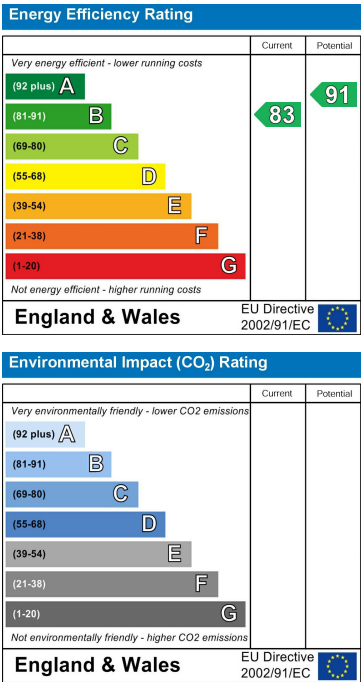 Energy Efficiency Rating
Current Potential
Very energy efficient - lower running costs
(92 plus) A
(81-91) B
(69-80) C
(55-68) D
(39-54) E
(21-38) F
(1-20) G
83
91
Not energy efficient - higher running costs
England & Wales
EU Directive
2002/91/EC
Environmental Impact (CO₂) Rating
Current Potential
Very environmentally friendly - lower CO2 emissions
(92 plus) A
(81-91) B
(69-80) C
(55-68) D
(39-54) E
(21-38) F
(1-20) G
Not environmentally friendly - higher CO2 emissions
England & Wales
EU Directive
2002/91/EC